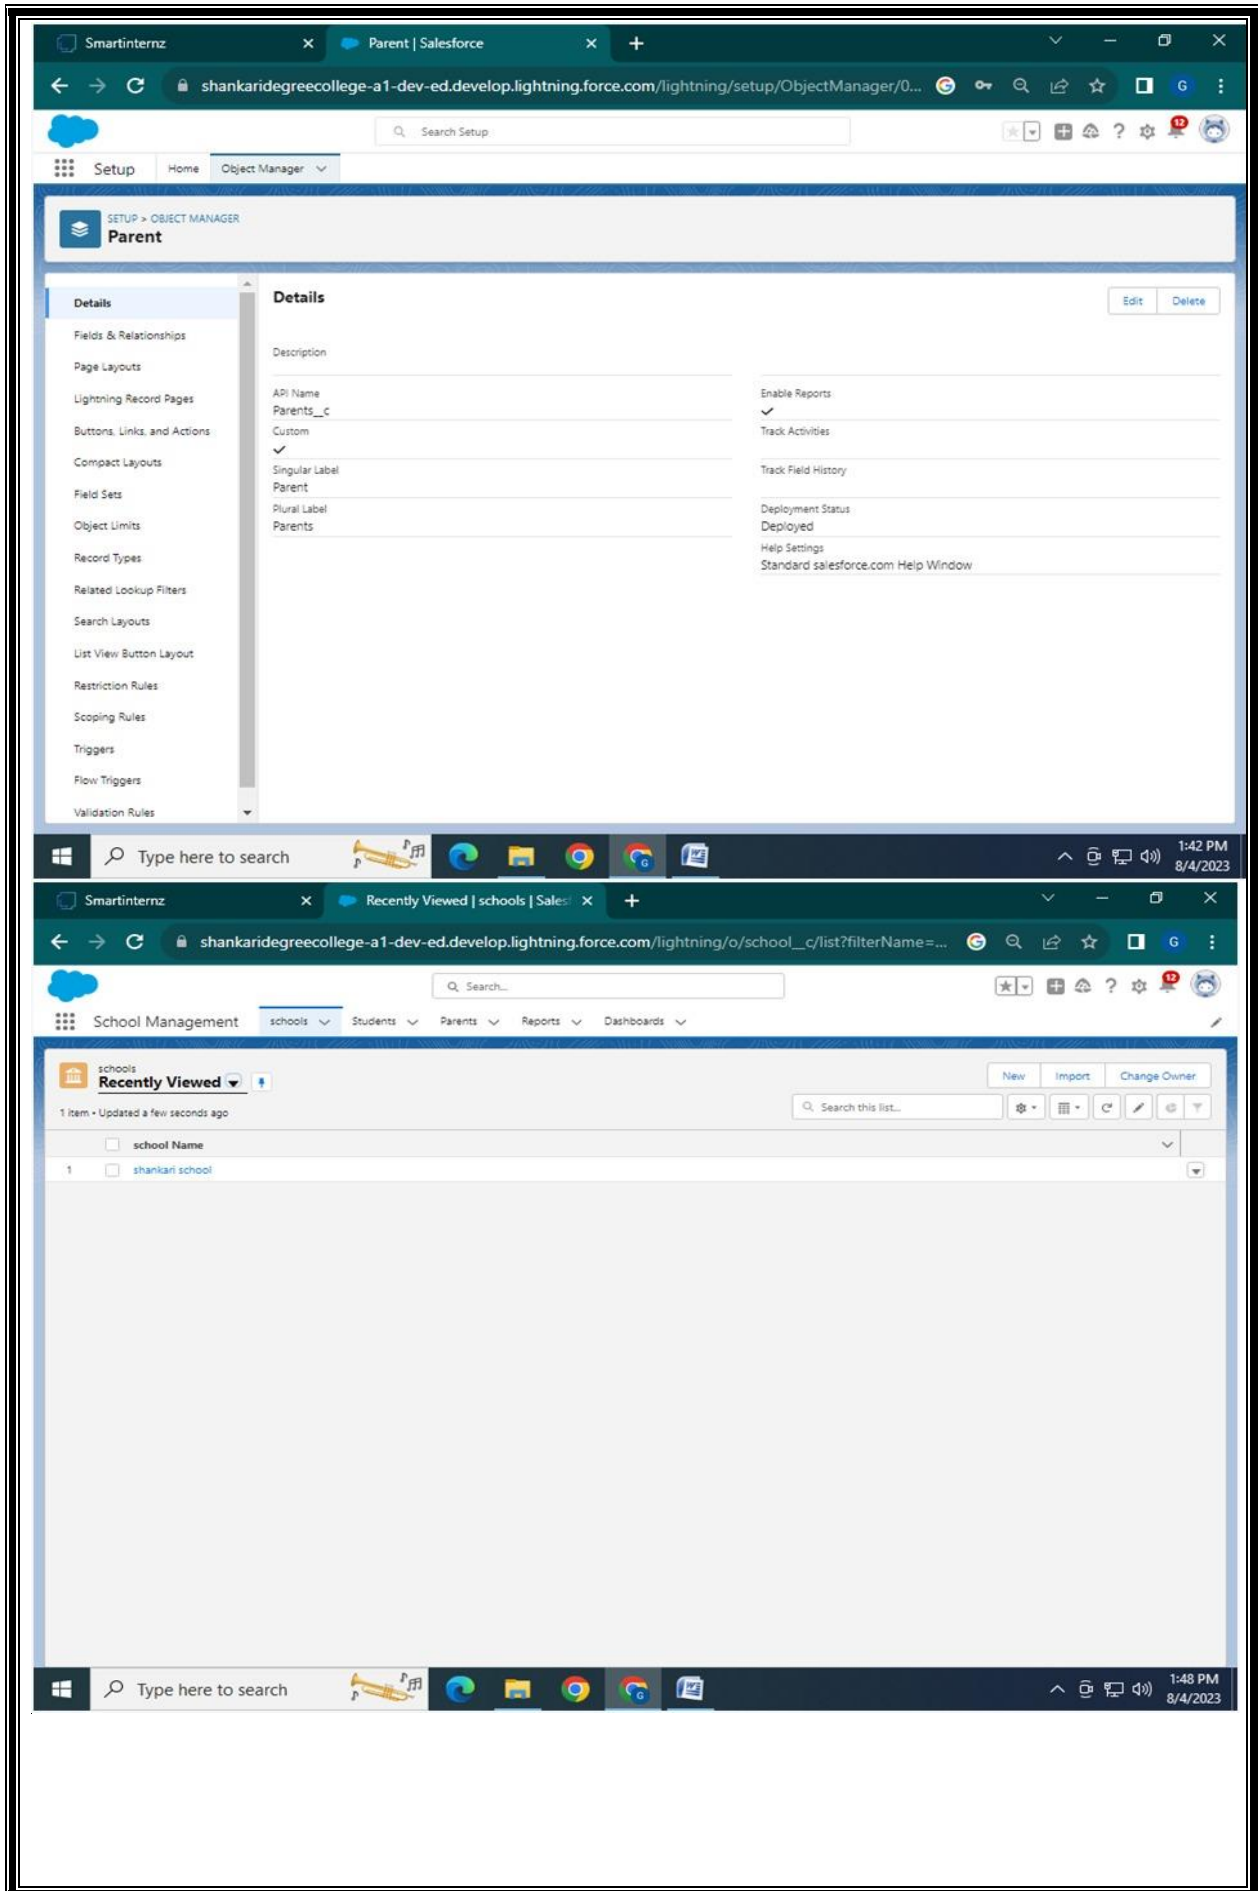 Smartinternz
Parent | Salesforce
shankaridegreecollege-a1-dev-ed.develop.lightning.force.com/lightning/setup/ObjectManager/0...
G
Search Setup
12
Setup Home Object Manager
SETUP > OBJECT MANAGER
Parent
Details
Fields & Relationships
Page Layouts
Lightning Record Pages
Buttons, Links, and Actions
Compact Layouts
Field Sets
Object Limits
Record Types
Related Lookup Filters
Search Layouts
List View Button Layout
Restriction Rules
Scoping Rules
Triggers
Flow Triggers
Validation Rules
Details
Edit Delete
Description
API Name
Parents__c
Custom
Singular Label
Parent
Plural Label
Parents
Enable Reports
Track Activities
Track Field History
Deployment Status
Deployed
Help Settings
Standard salesforce.com Help Window
Type here to search
1:42 PM
8/4/2023
Smartinternz
Recently Viewed | schools | Sales
shankaridegreecollege-a1-dev-ed.develop.lightning.force.com/lightning/o/school__c/list?filterName=...
G
Search...
12
School Management schools Students Parents Reports Dashboards
schools
Recently Viewed
New Import Change Owner
1 item • Updated a few seconds ago
Search this list...
school Name
1 shankari school
Type here to search
1:48 PM
8/4/2023